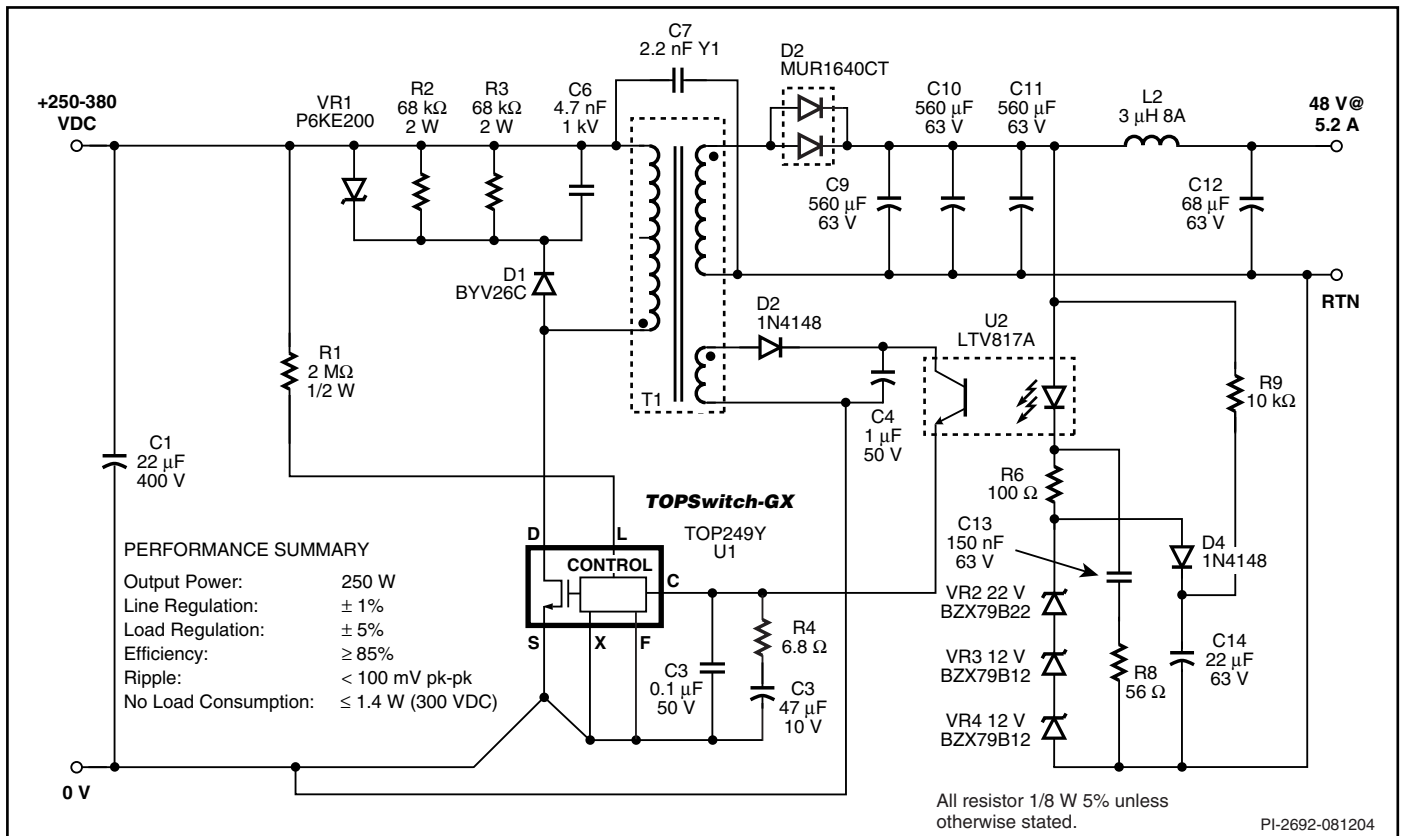 C7
2.2 nF Y1
D2
MUR1640CT
+250-380
VDC
VR1
P6KE200
R2
68 kΩ
2 W
R3
68 kΩ
2 W
C6
4.7 nF
1 kV
C10
560 µF
63 V
C11
560 µF
63 V
L2
3 µH 8A
48 V@
5.2 A
C9
560 µF
63 V
C12
68 µF
63 V
D1
BYV26C
RTN
D2
1N4148
U2
LTV817A
R1
2 MΩ
1/2 W
T1
C4
1 µF
50 V
R9
10 kΩ
C1
22 µF
400 V
R6
100 Ω
TOPSwitch-GX
TOP249Y
U1
D
L
CONTROL
C
S
X
F
C13
150 nF
63 V
D4
1N4148
PERFORMANCE SUMMARY
Output Power: 250 W
Line Regulation: ± 1%
Load Regulation: ± 5%
Efficiency: ≥ 85%
Ripple: < 100 mV pk-pk
No Load Consumption: ≤ 1.4 W (300 VDC)
VR2 22 V
BZX79B22
R4
6.8 Ω
C3
0.1 µF
50 V
C3
47 µF
10 V
VR3 12 V
BZX79B12
R8
56 Ω
C14
22 µF
63 V
VR4 12 V
BZX79B12
0 V
All resistor 1/8 W 5% unless
otherwise stated.
PI-2692-081204